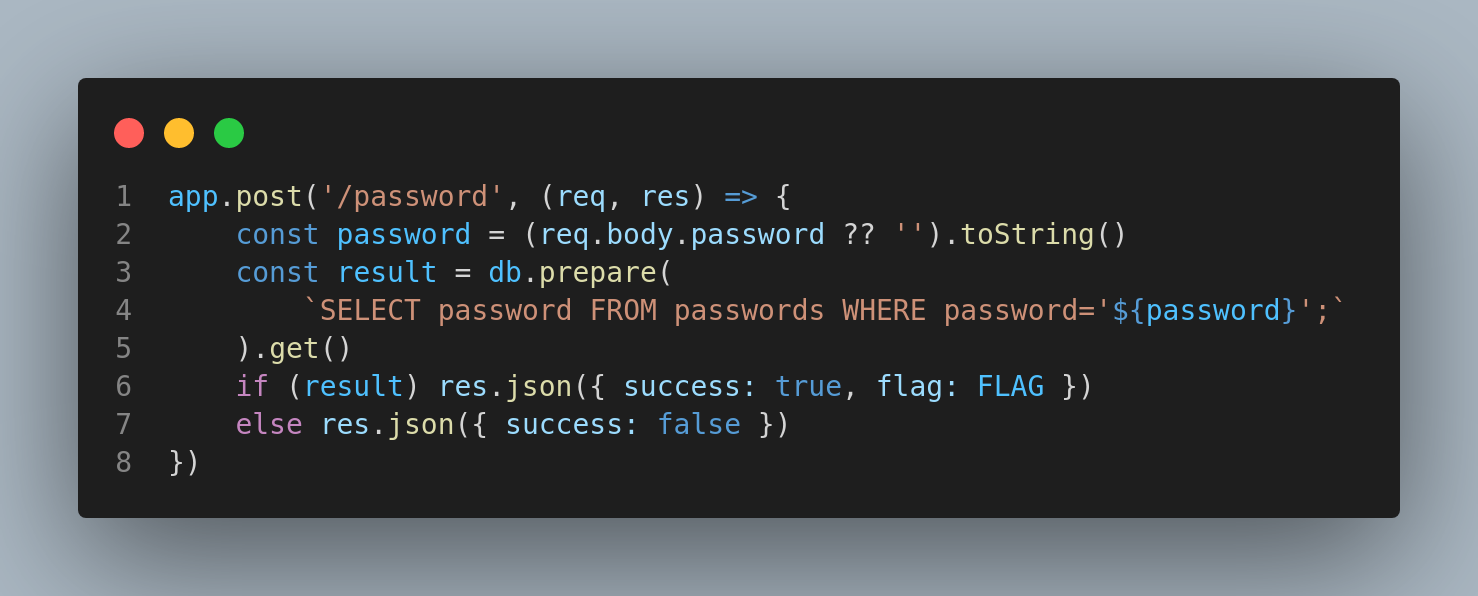 1 app.post('/password', (req, res) => {
2     const password = (req.body.password ?? '').toString()
3     const result = db.prepare(
4         `SELECT password FROM passwords WHERE password='${password}';`
5     ).get()
6     if (result) res.json({ success: true, flag: FLAG })
7     else res.json({ success: false })
8 })